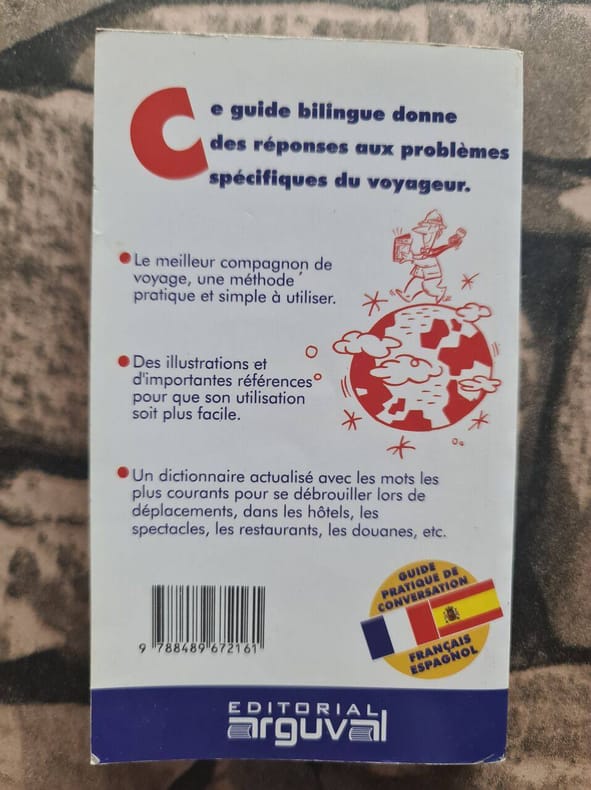 Ce guide bilingue donne
des réponses aux problèmes
spécifiques du voyageur.
Le meilleur compagnon de
voyage, une méthode
pratique et simple à utiliser.
Des illustrations et
d'importantes références
pour que son utilisation
soit plus facile.
Un dictionnaire actualisé avec les mots les
plus courants pour se débrouiller lors de
déplacements, dans les hôtels, les
spectacles, les restaurants, les douanes, etc.
GUIDE
PRATIQUE DE
CONVERSATION
FRANÇAIS
ESPAGNOL
9 788489 672161
EDITORIAL
arguval